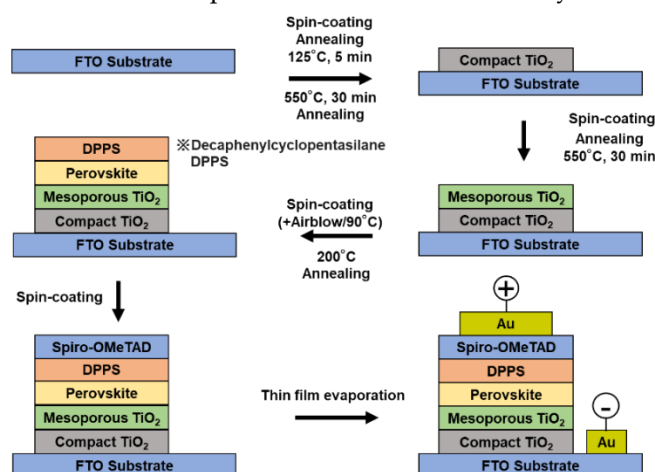 Spin-coating
Annealing
125°C, 5 min
550°C, 30 min
Annealing
FTO Substrate
Compact TiO₂
FTO Substrate
Spin-coating
Annealing
550°C, 30 min
DPPS
Perovskite
Mesoporous TiO₂
Compact TiO₂
FTO Substrate
※Decaphenylcyclopentasilane
DPPS
Spin-coating
(+Airblow/90°C)
200°C
Annealing
Mesoporous TiO₂
Compact TiO₂
FTO Substrate
Spin-coating
Spiro-OMeTAD
DPPS
Perovskite
Mesoporous TiO₂
Compact TiO₂
FTO Substrate
Thin film evaporation
+
Au
Spiro-OMeTAD
DPPS
Perovskite
Mesoporous TiO₂
Compact TiO₂
FTO Substrate
-
Au